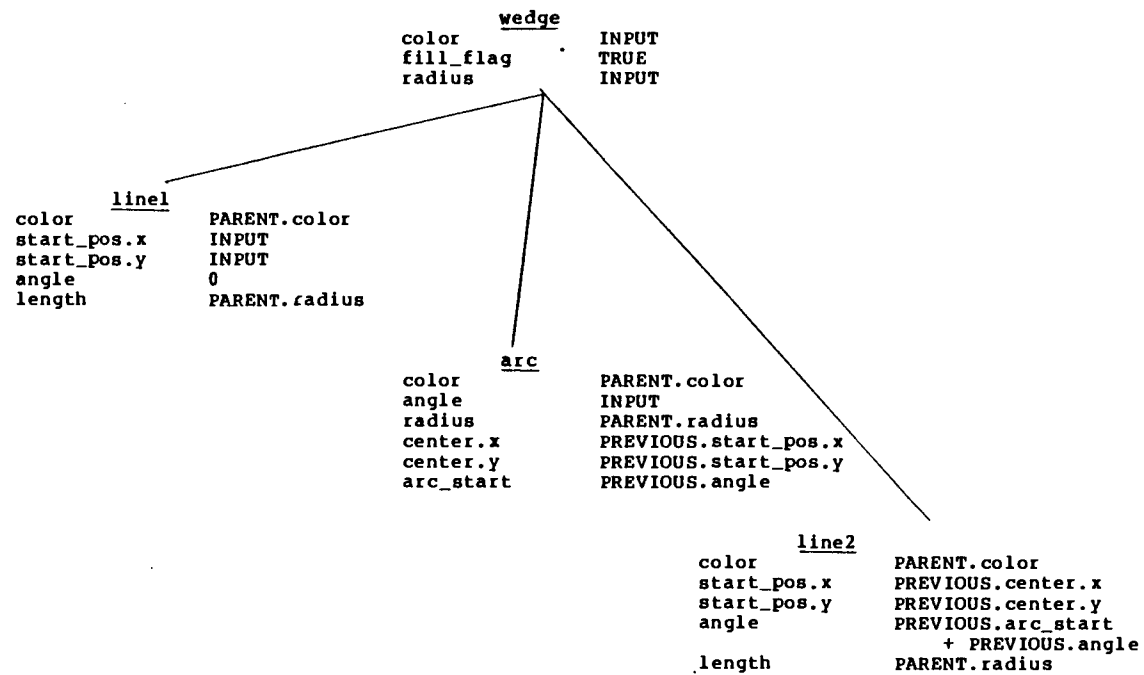 wedge
color INPUT
fill_flag TRUE
radius INPUT
line1
color PARENT.color
start_pos.x INPUT
start_pos.y INPUT
angle 0
length PARENT.radius
arc
color PARENT.color
angle INPUT
radius PARENT.radius
center.x PREVIOUS.start_pos.x
center.y PREVIOUS.start_pos.y
arc_start PREVIOUS.angle
line2
color PARENT.color
start_pos.x PREVIOUS.center.x
start_pos.y PREVIOUS.center.y
angle PREVIOUS.arc_start
+ PREVIOUS.angle
length PARENT.radius